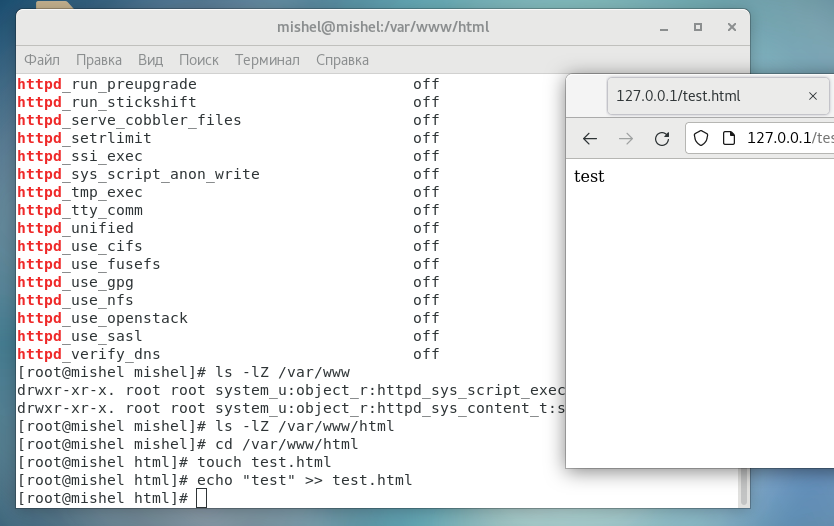 mishel@mishel:/var/www/html
Файл Правка Вид Поиск Терминал Справка
httpd_run_preupgrade off
httpd_run_stickshift off
httpd_serve_cobbler_files off
httpd_setrlimit off
httpd_ssi_exec off
httpd_sys_script_anon_write off
httpd_tmp_exec off
httpd_tty_comm off
httpd_unified off
httpd_use_cifs off
httpd_use_fusefs off
httpd_use_gpg off
httpd_use_nfs off
httpd_use_openstack off
httpd_use_sasl off
httpd_verify_dns off
[root@mishel mishel]# ls -lZ /var/www
drwxr-xr-x. root root system_u:object_r:httpd_sys_script_exec
drwxr-xr-x. root root system_u:object_r:httpd_sys_content_t:s
[root@mishel mishel]# ls -lZ /var/www/html
[root@mishel mishel]# cd /var/www/html
[root@mishel html]# touch test.html
[root@mishel html]# echo "test" >> test.html
[root@mishel html]#
127.0.0.1/test.html
127.0.0.1/tes
test